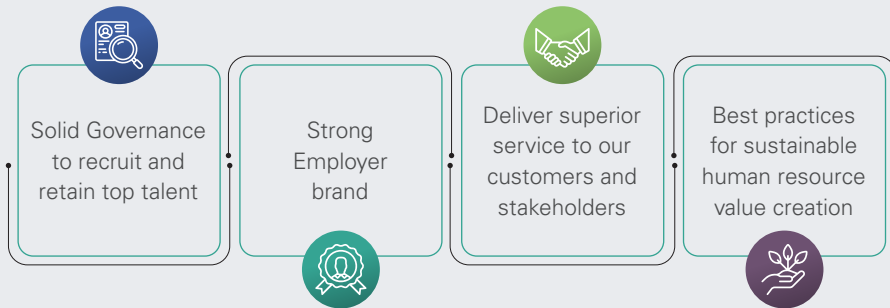 Solid Governance
to recruit and
retain top talent
Strong
Employer
brand
Deliver superior
service to our
customers and
stakeholders
Best practices
for sustainable
human resource
value creation